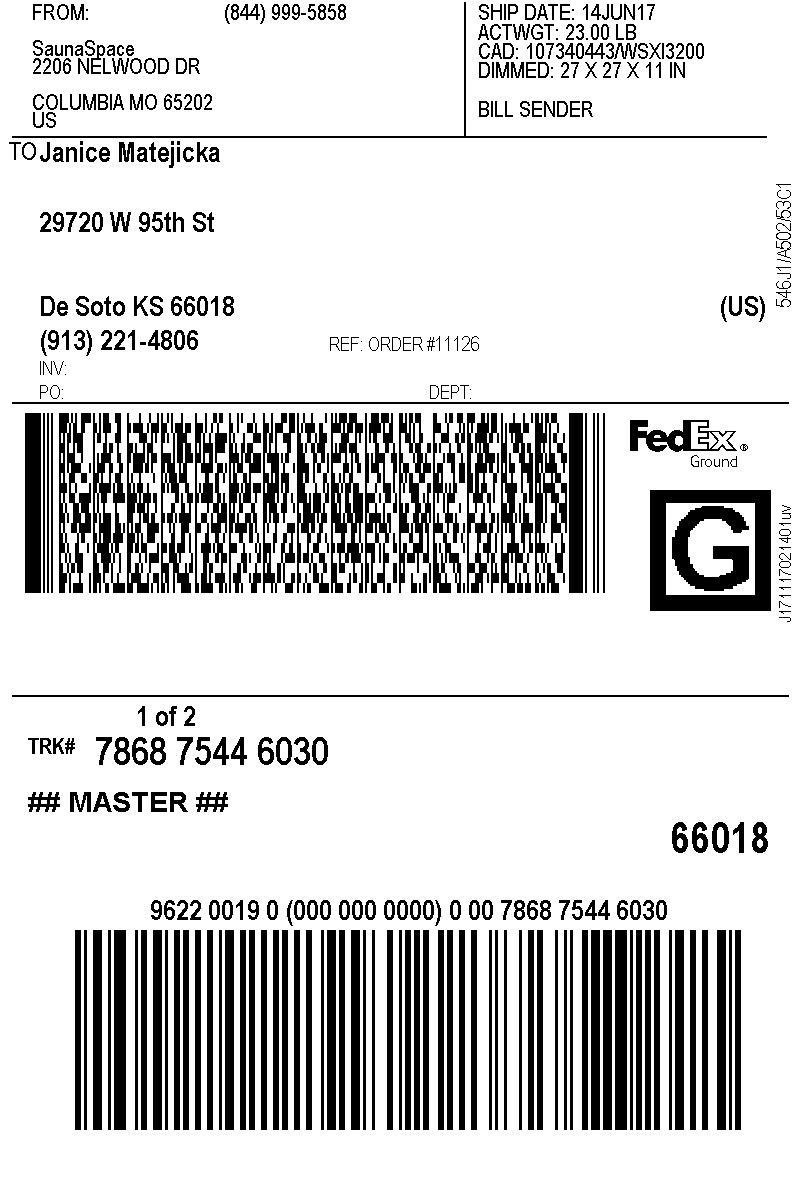 FROM: (844) 999-5858
SaunaSpace
2206 NELWOOD DR
COLUMBIA MO 65202
US
SHIP DATE: 14JUN17
ACTWGT: 23.00 LB
CAD: 107340443/WSXI3200
DIMMED: 27 X 27 X 11 IN
BILL SENDER
TO Janice Matejicka
29720 W 95th St
De Soto KS 66018 (US)
(913) 221-4806 REF: ORDER #11126
INV:
PO: DEPT:
546J1/A502/53C1
FedEx ®
Ground
G
J171117021401uv
1 of 2
TRK# 7868 7544 6030
## MASTER ##
66018
9622 0019 0 (000 000 0000) 0 00 7868 7544 6030